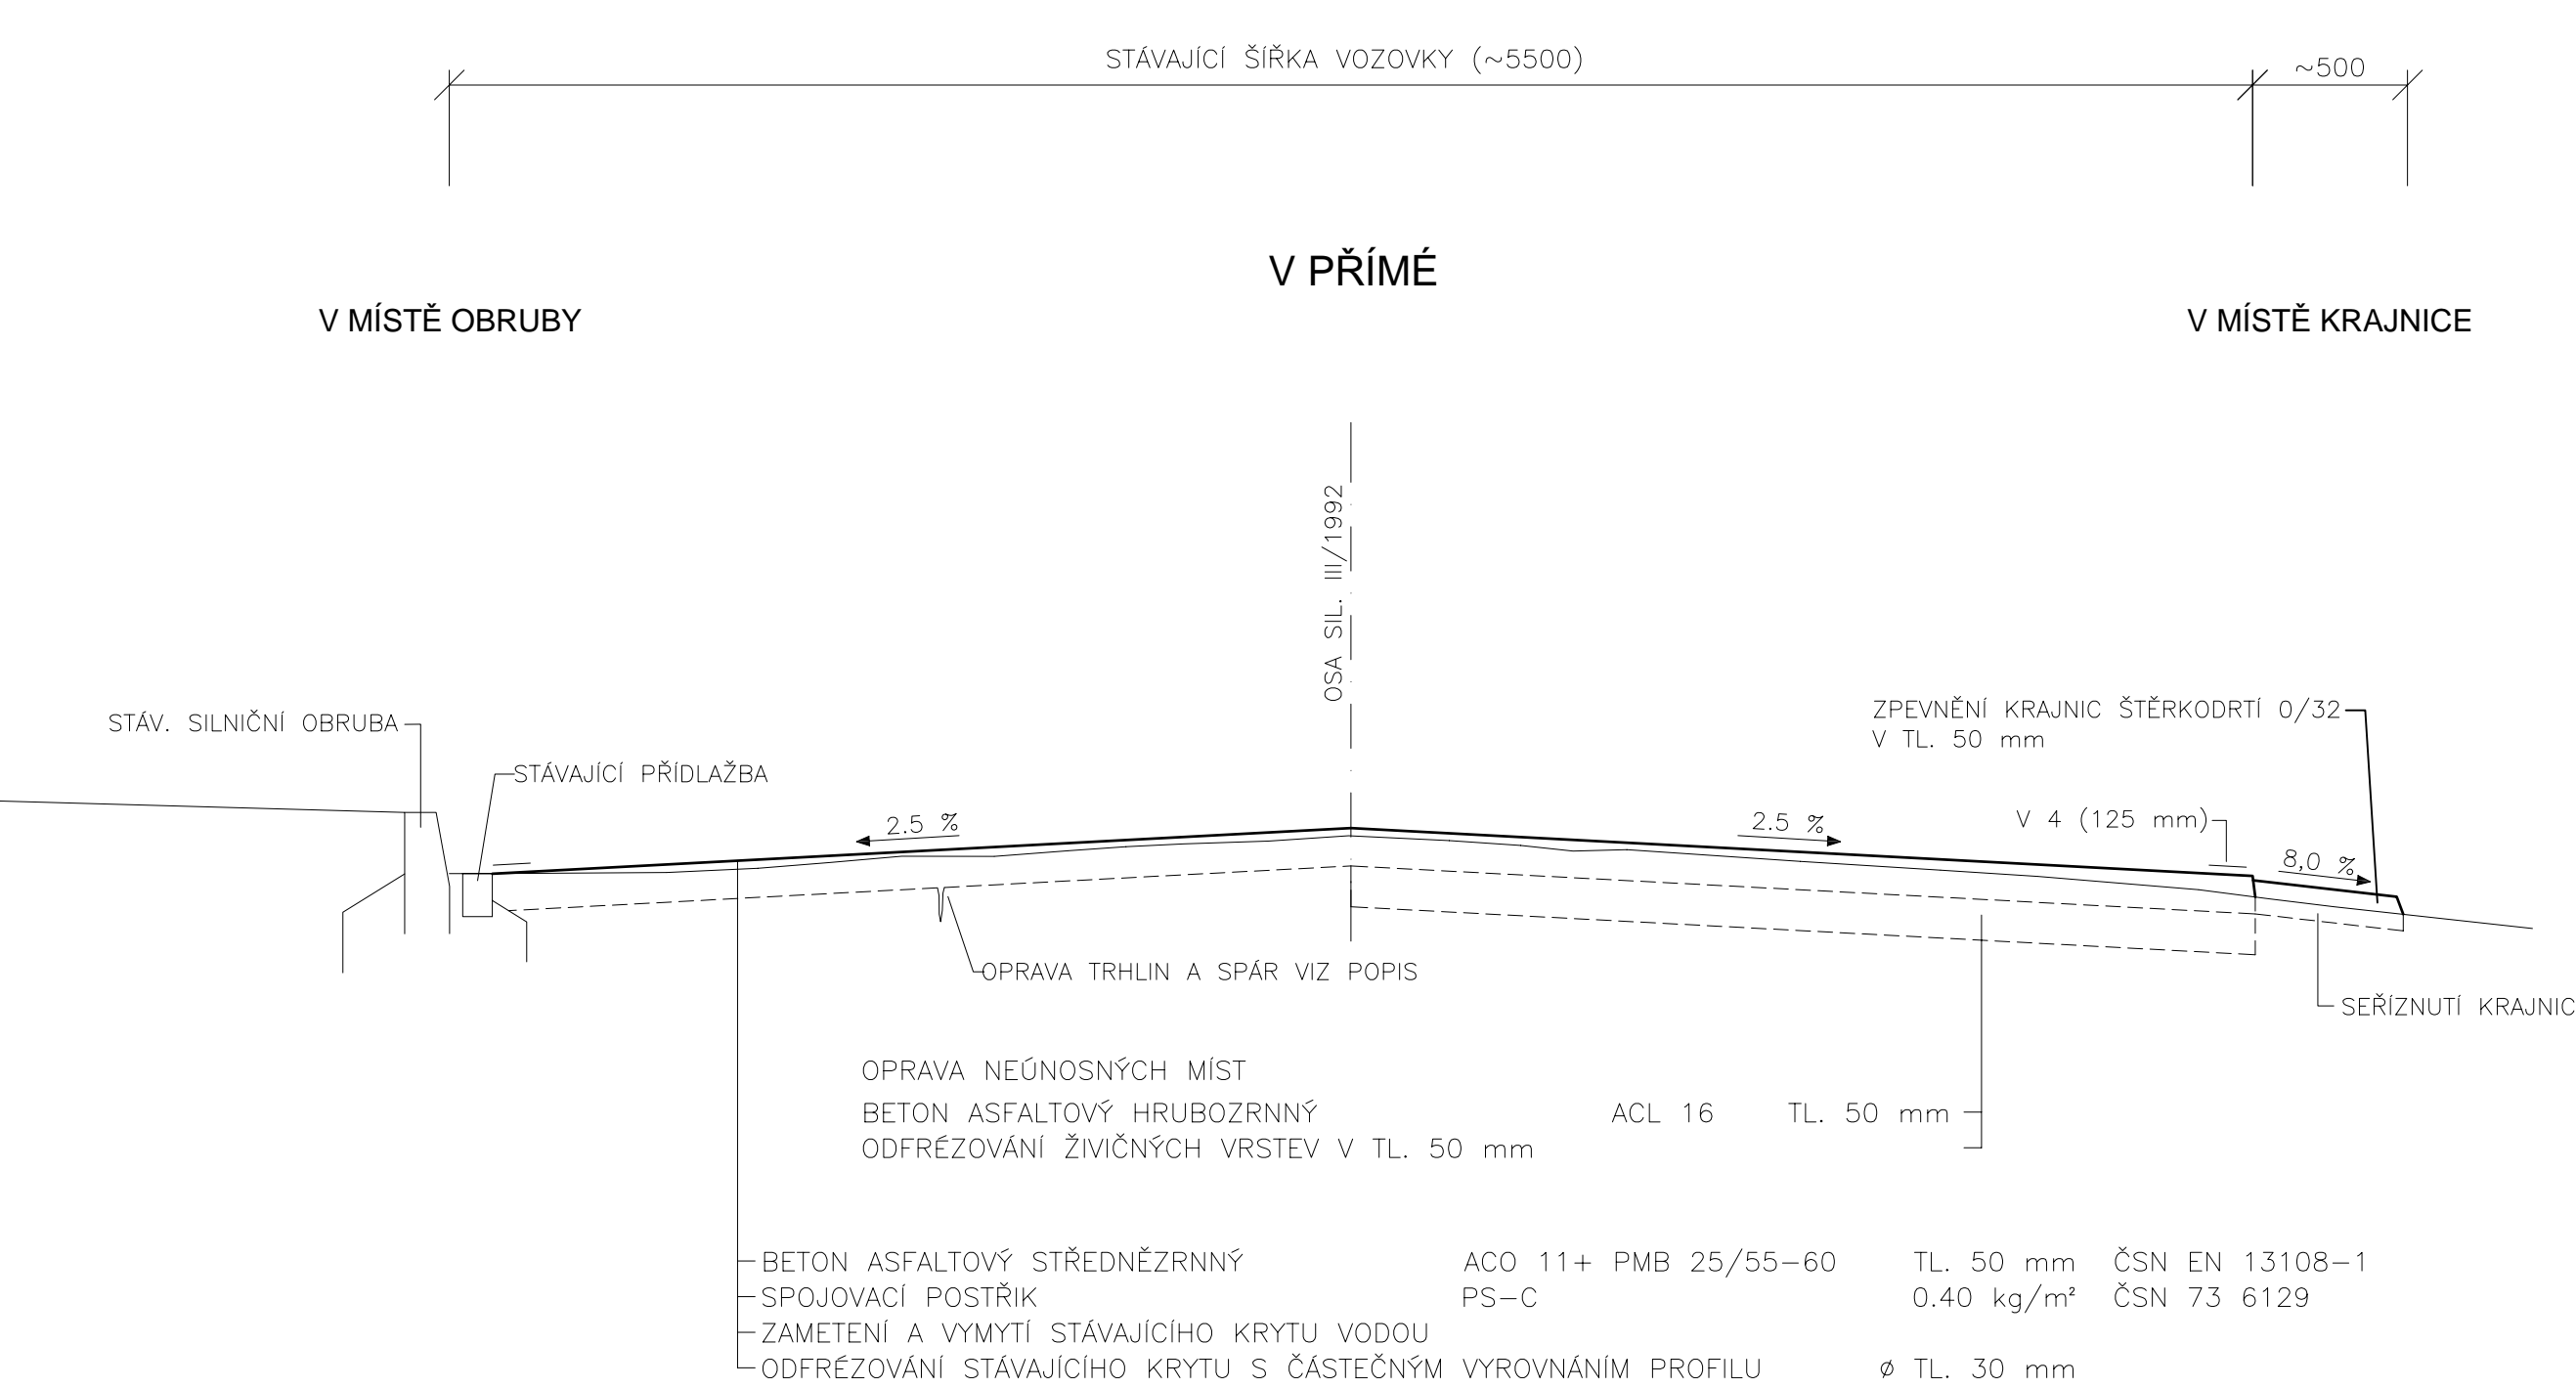 STÁVAJÍCÍ ŠÍŘKA VOZOVKY (~5500)
~500
V PŘÍMÉ
V MÍSTĚ OBRUBY
V MÍSTĚ KRAJNICE
OSA SIL. III/1992
STÁV. SILNIČNÍ OBRUBA
STÁVAJÍCÍ PŘÍDLAŽBA
ZPEVNĚNÍ KRAJNIC ŠTĚRKODRTÍ 0/32
V TL. 50 mm
2.5 %
2.5 %
V 4 (125 mm)
8,0 %
OPRAVA TRHLIN A SPÁR VIZ POPIS
SEŘÍZNUTÍ KRAJNIC
OPRAVA NEÚNOSNÝCH MÍST
BETON ASFALTOVÝ HRUBOZRNNÝ ACL 16 TL. 50 mm
ODFRÉZOVÁNÍ ŽIVIČNÝCH VRSTEV V TL. 50 mm
BETON ASFALTOVÝ STŘEDNĚZRNNÝ ACO 11+ PMB 25/55-60 TL. 50 mm ČSN EN 13108-1
SPOJOVACÍ POSTŘIK PS-C 0.40 kg/m² ČSN 73 6129
ZAMETENÍ A VYMYTÍ STÁVAJÍCÍHO KRYTU VODOU
ODFRÉZOVÁNÍ STÁVAJÍCÍHO KRYTU S ČÁSTEČNÝM VYROVNÁNÍM PROFILU ø TL. 30 mm